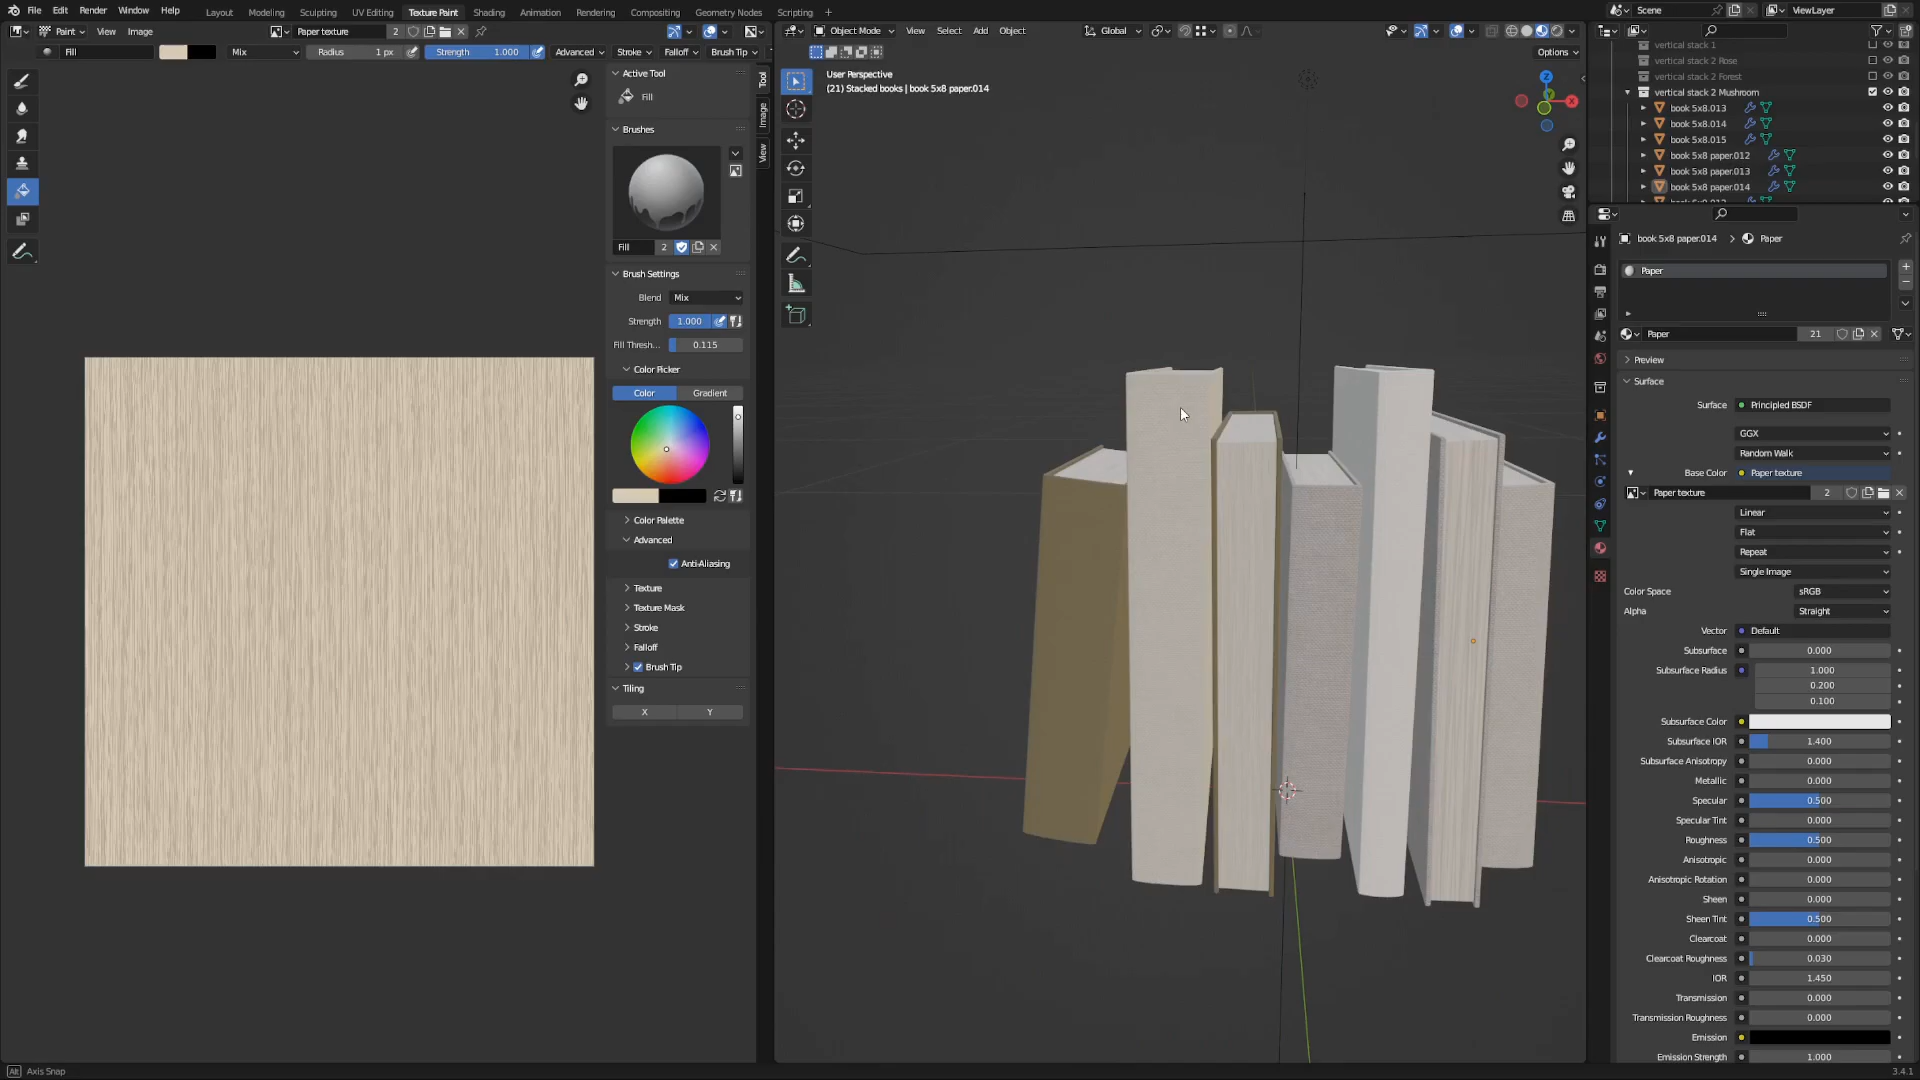 File Edit Render Window Help Layout Modeling Sculpting UV Editing Texture Paint Shading Animation Rendering Compositing Geometry Nodes Scripting + Scene ViewLayer
Paint View Image Paper texture 2 Object Mode View Select Add Object Global
Fill Mix Radius 1 px Strength 1.000 Advanced Stroke Falloff Brush Tip Options
Active Tool
Fill
Brushes
Fill 2
Brush Settings
Blend Mix
Strength 1.000
Fill Thresh... 0.115
Color Picker
Color Gradient
Color Palette
Advanced
Anti-Aliasing
Texture
Texture Mask
Stroke
Falloff
Brush Tip
Tiling
X Y
Tool
Image
View
User Perspective
(21) Stacked books | book 5x8 paper.014
Z
Y
X
vertical stack 1
vertical stack 2 Rose
vertical stack 2 Forest
vertical stack 2 Mushroom
book 5x8.013
book 5x8.014
book 5x8.015
book 5x8 paper.012
book 5x8 paper.013
book 5x8 paper.014
book 5x8 paper.014 > Paper
Paper
Paper 21
Preview
Surface
Surface Principled BSDF
GGX
Random Walk
Base Color Paper texture
Paper texture 2
Linear
Flat
Repeat
Single Image
Color Space sRGB
Alpha Straight
Vector Default
Subsurface 0.000
Subsurface Radius 1.000
0.200
0.100
Subsurface Color
Subsurface IOR 1.400
Subsurface Anisotropy 0.000
Metallic 0.000
Specular 0.500
Specular Tint 0.000
Roughness 0.500
Anisotropic 0.000
Anisotropic Rotation 0.000
Sheen 0.000
Sheen Tint 0.500
Clearcoat 0.000
Clearcoat Roughness 0.030
IOR 1.450
Transmission 0.000
Transmission Roughness 0.000
Emission
Emission Strength 1.000
Alt Axis Snap 3.4.1